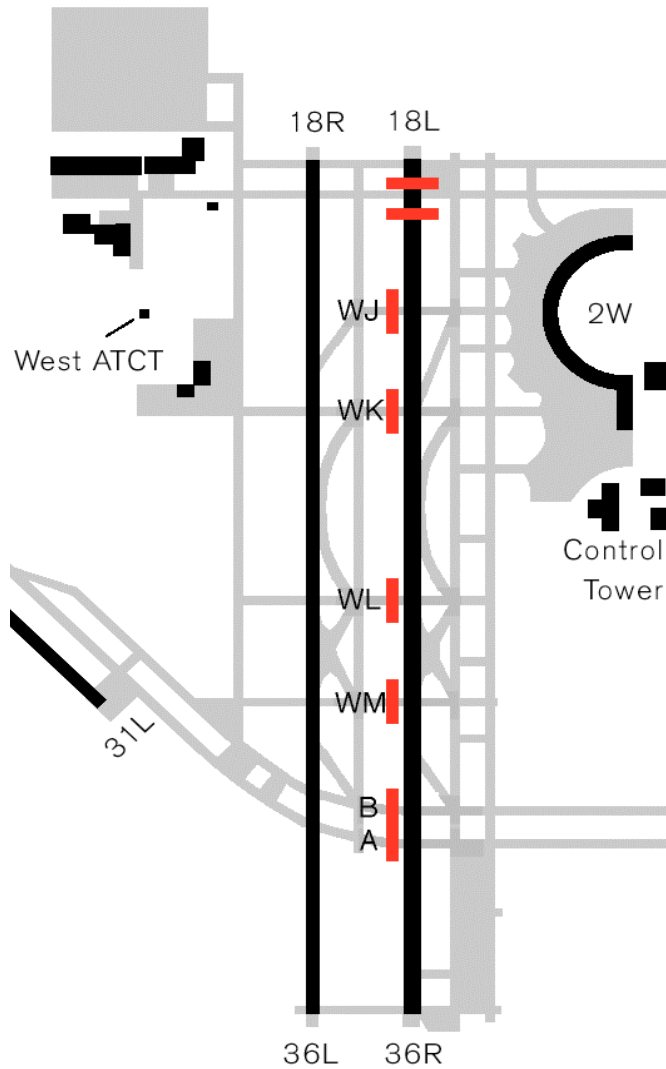 18R
18L
WJ
2W
West ATCT
WK
Control
Tower
WL
WM
31L
B
A
36L
36R